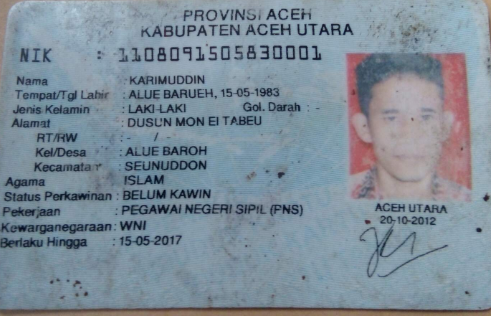 PROVINSI ACEH
KABUPATEN ACEH UTARA
NIK : 1108091505830001
Nama : KARIMUDDIN
Tempat/Tgl Lahir : ALUE BARUEH, 15-05-1983
Jenis Kelamin : LAKI-LAKI Gol. Darah : -
Alamat : DUSUN MON EI TABEU
RT/RW : - / -
Kel/Desa : ALUE BAROH
Kecamatan : SEUNUDDON
Agama : ISLAM
Status Perkawinan : BELUM KAWIN
Pekerjaan : PEGAWAI NEGERI SIPIL (PNS)
Kewarganegaraan : WNI
Berlaku Hingga : 15-05-2017
ACEH UTARA
20-10-2012